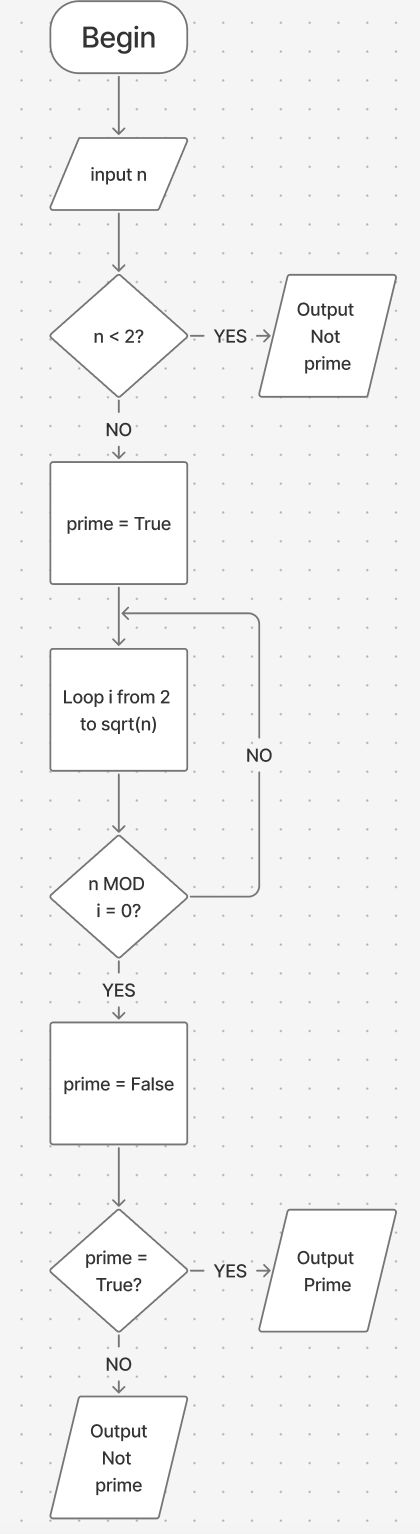 Begin
input n
n < 2?
YES
Output
Not
prime
NO
prime = True
Loop i from 2
to sqrt(n)
NO
n MOD
i = 0?
YES
prime = False
prime =
True?
YES
Output
Prime
NO
Output
Not
prime